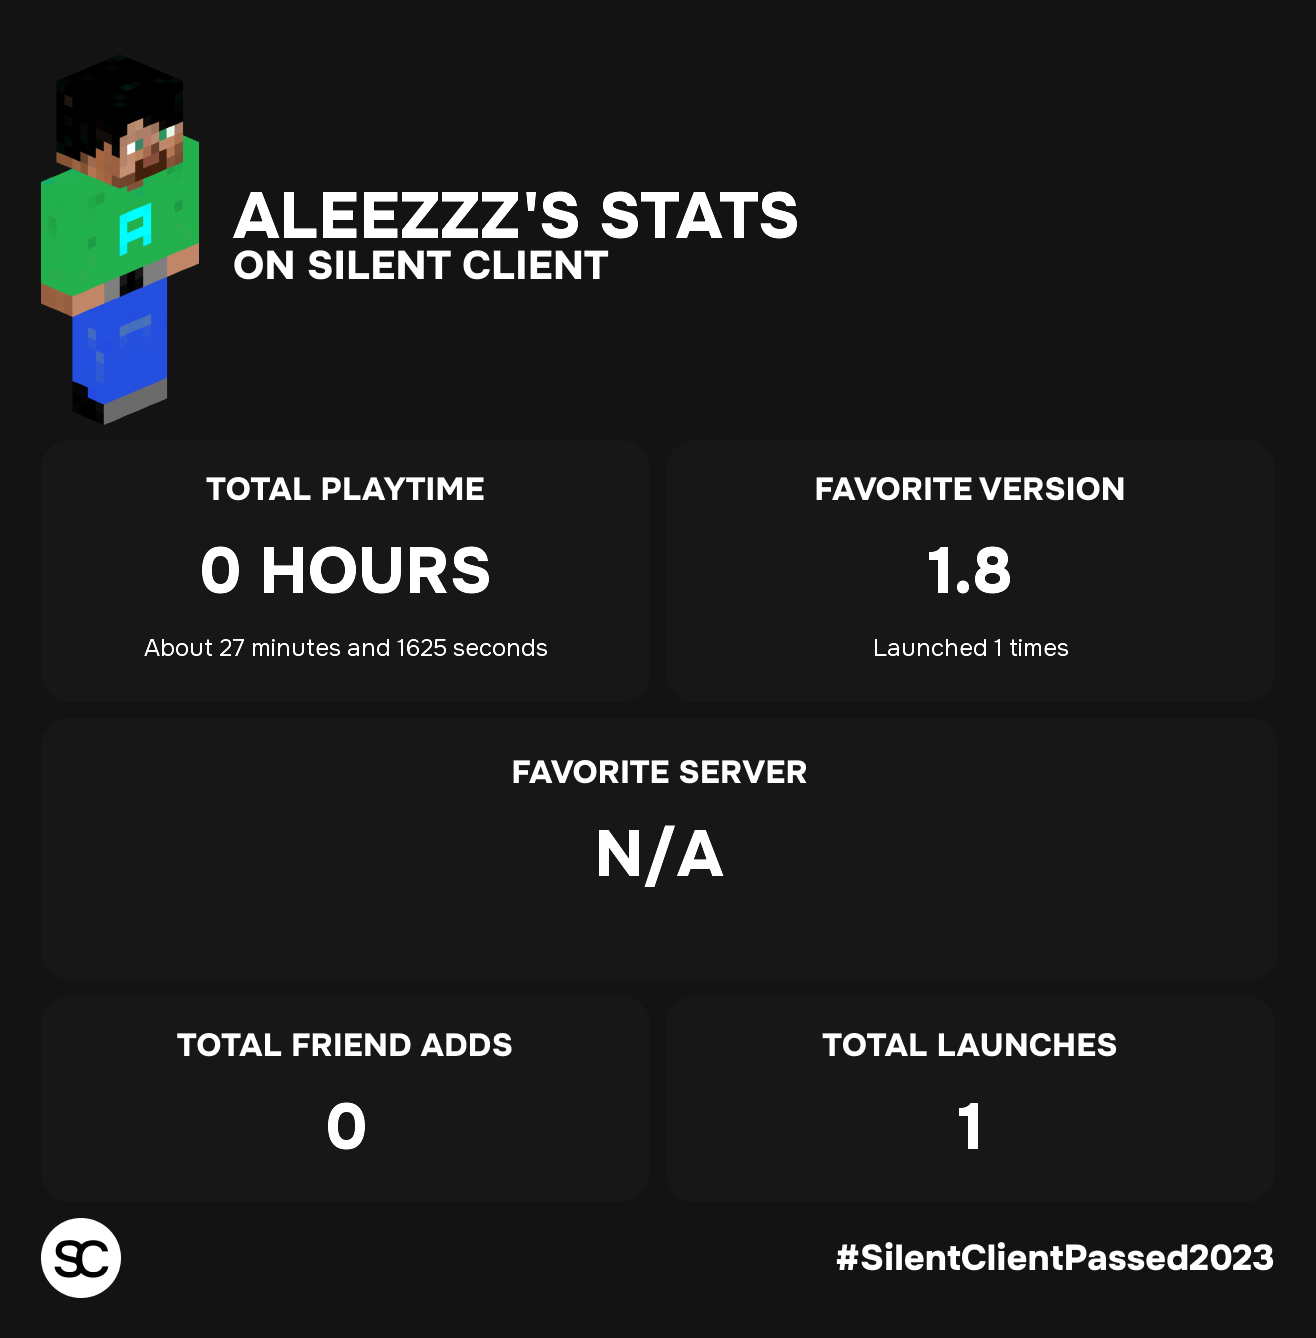 A
ALEEZZZ'S STATS
ON SILENT CLIENT
TOTAL PLAYTIME
0 HOURS
About 27 minutes and 1625 seconds
FAVORITE VERSION
1.8
Launched 1 times
FAVORITE SERVER
N/A
TOTAL FRIEND ADDS
0
TOTAL LAUNCHES
1
SC
#SilentClientPassed2023